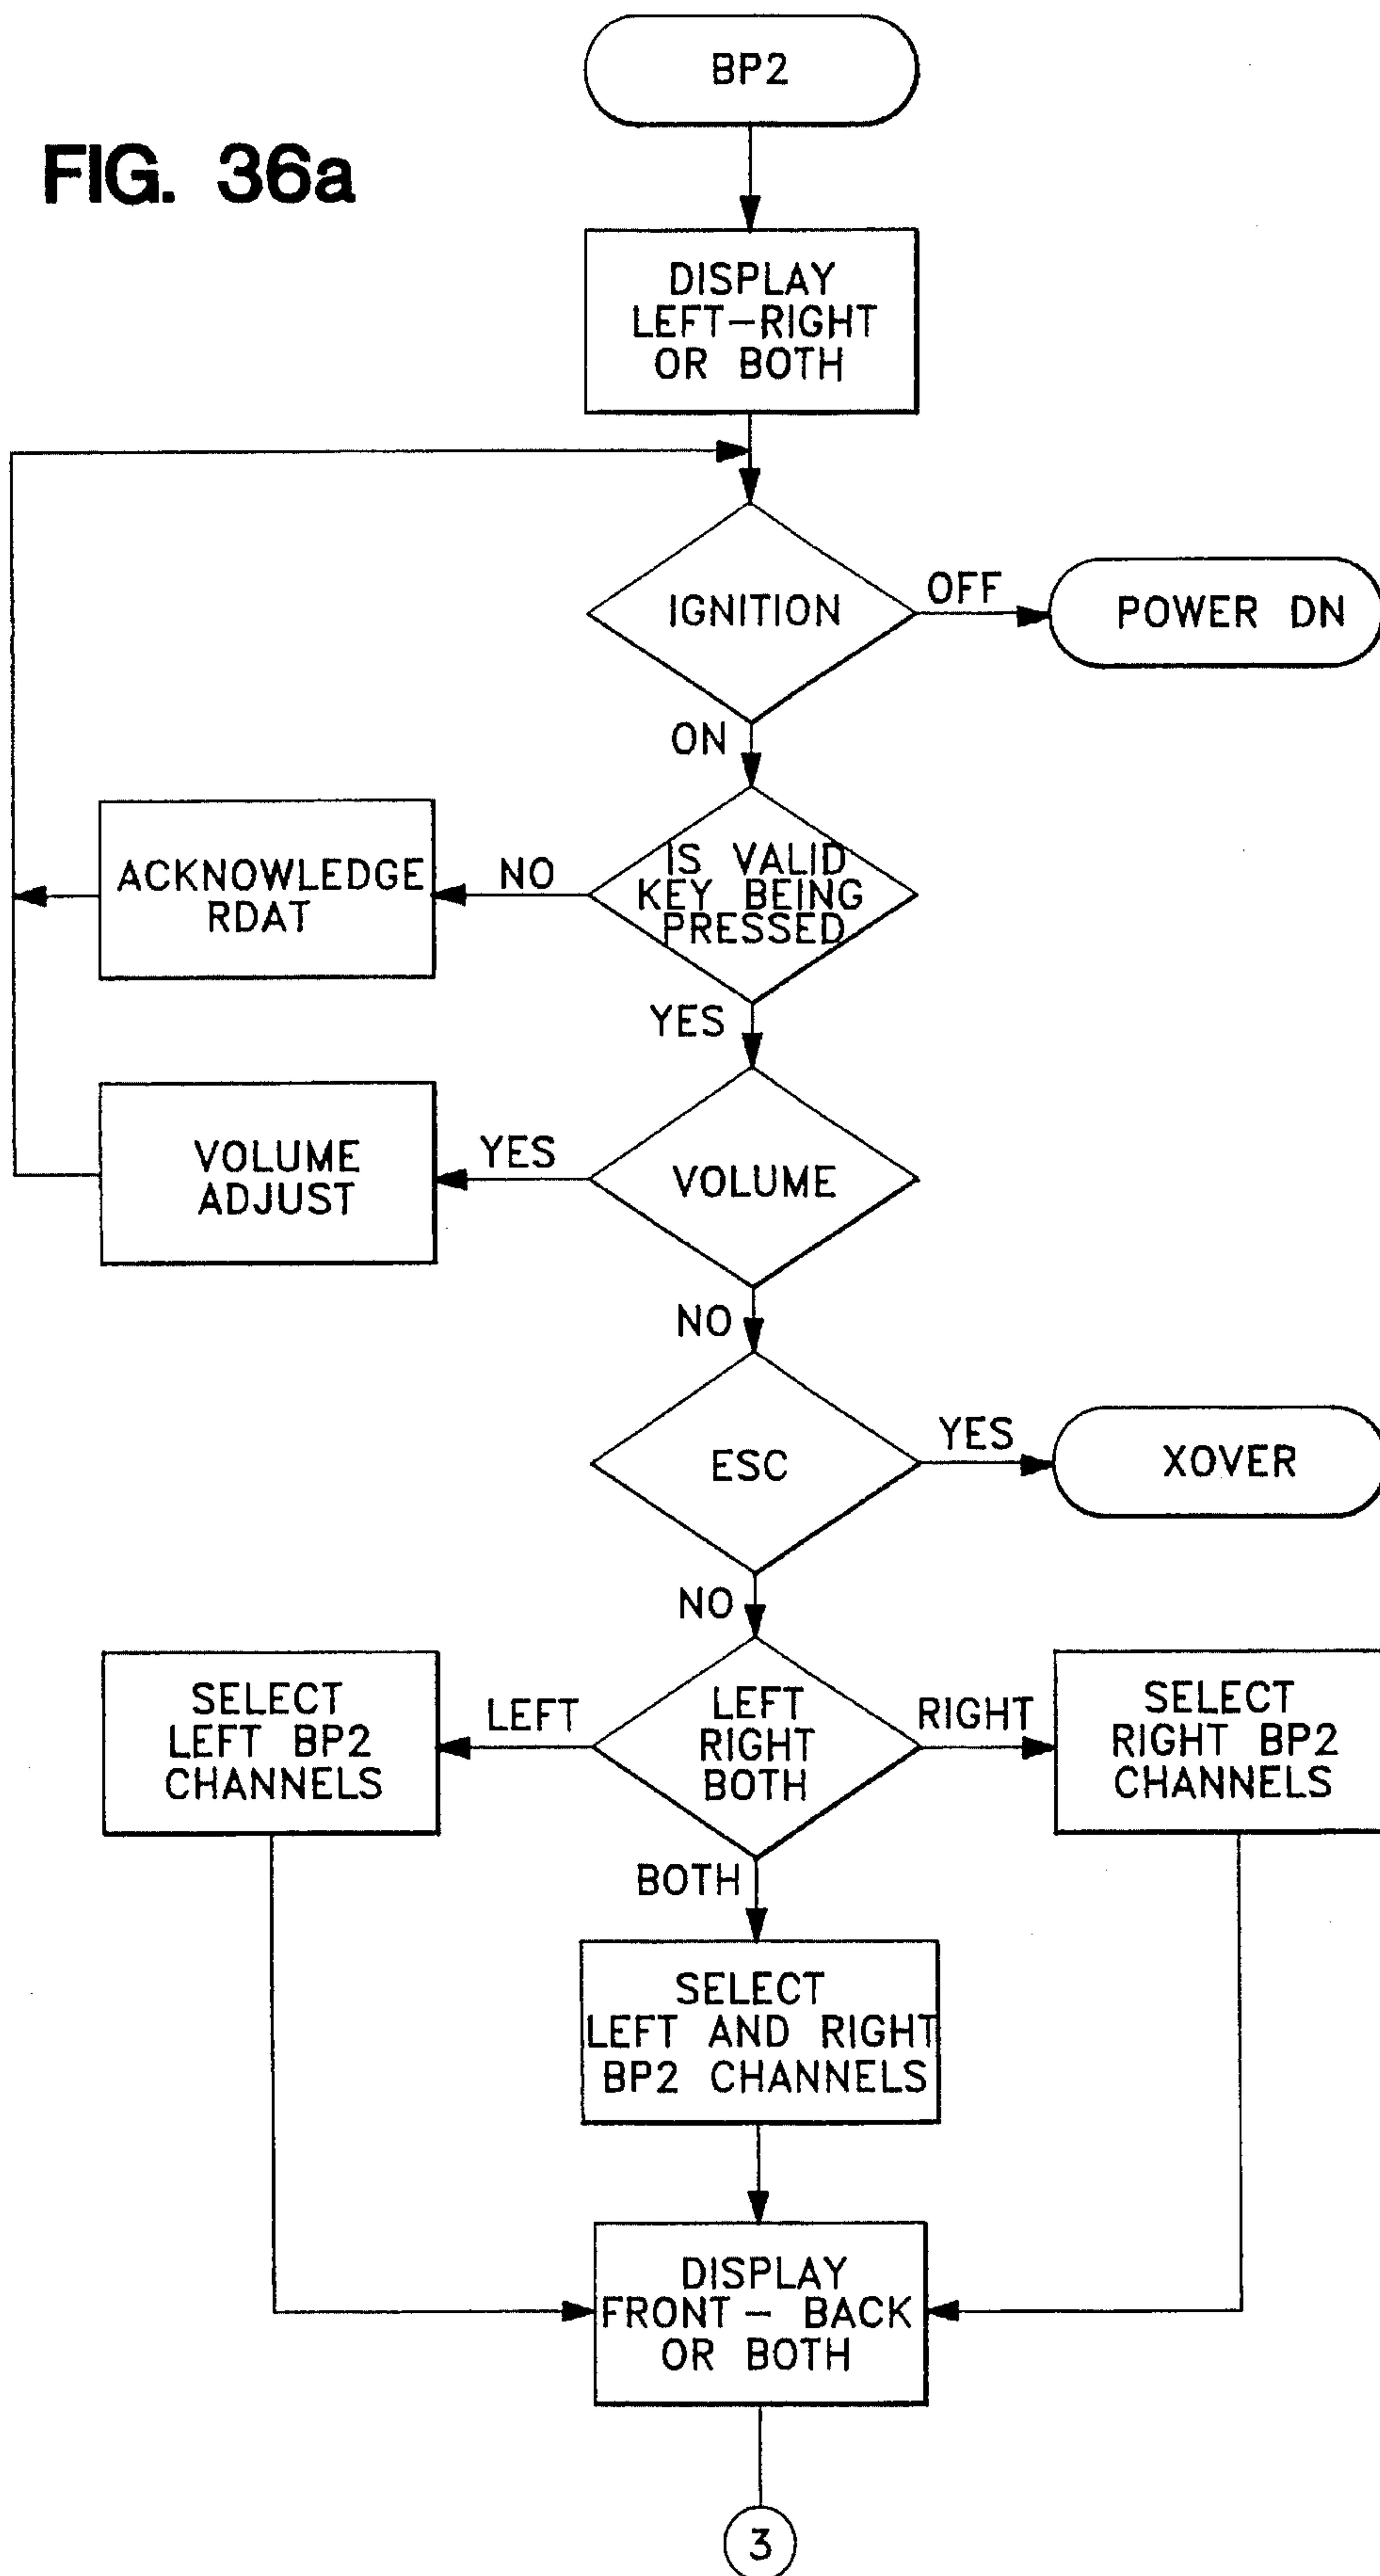 BP2
FIG. 36a
DISPLAY
LEFT-RIGHT
OR BOTH
IGNITION
OFF
POWER DN
ON
IS VALID
KEY BEING
PRESSED
NO
ACKNOWLEDGE
RDAT
YES
VOLUME
YES
VOLUME
ADJUST
NO
ESC
YES
XOVER
NO
LEFT
RIGHT
BOTH
LEFT
SELECT
LEFT BP2
CHANNELS
RIGHT
SELECT
RIGHT BP2
CHANNELS
BOTH
SELECT
LEFT AND RIGHT
BP2 CHANNELS
DISPLAY
FRONT - BACK
OR BOTH
3